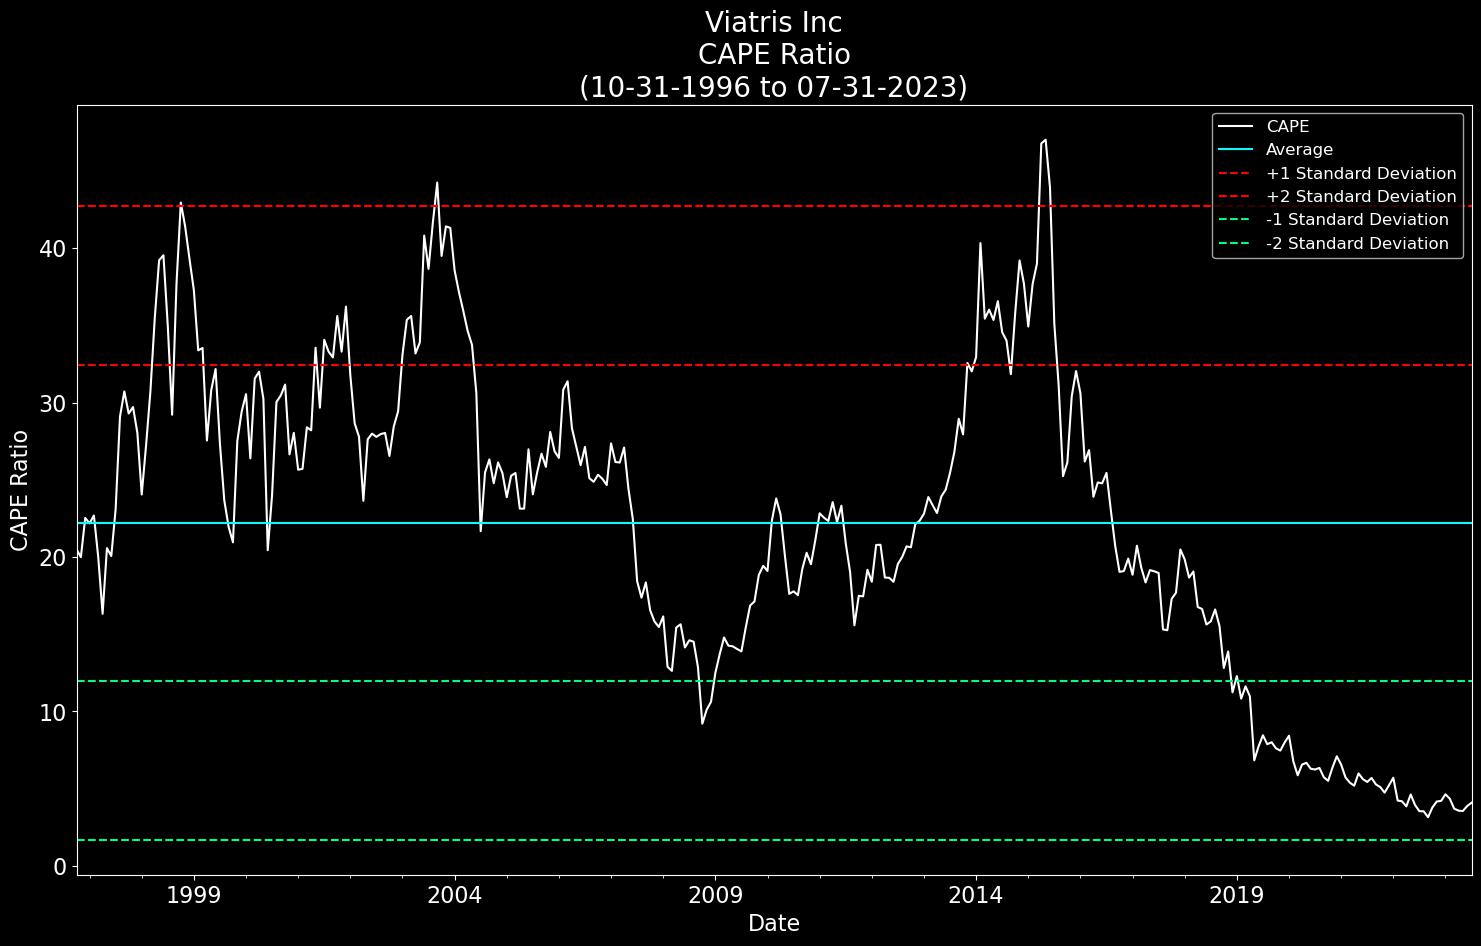 Viatris Inc
CAPE Ratio
(10-31-1996 to 07-31-2023)
CAPE
Average
+1 Standard Deviation
+2 Standard Deviation
-1 Standard Deviation
-2 Standard Deviation
CAPE Ratio
40
30
20
10
0
1999
2004
2009
2014
2019
Date